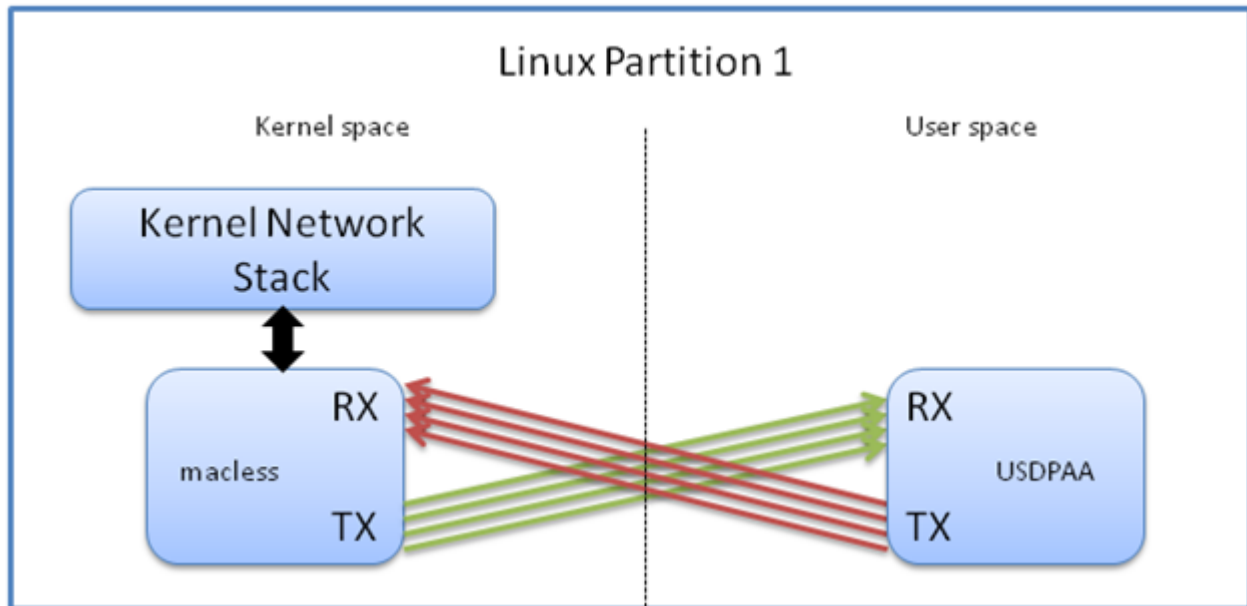 Linux Partition 1
Kernel space
User space
Kernel Network
Stack
RX
macless
TX
RX
USDPAA
TX